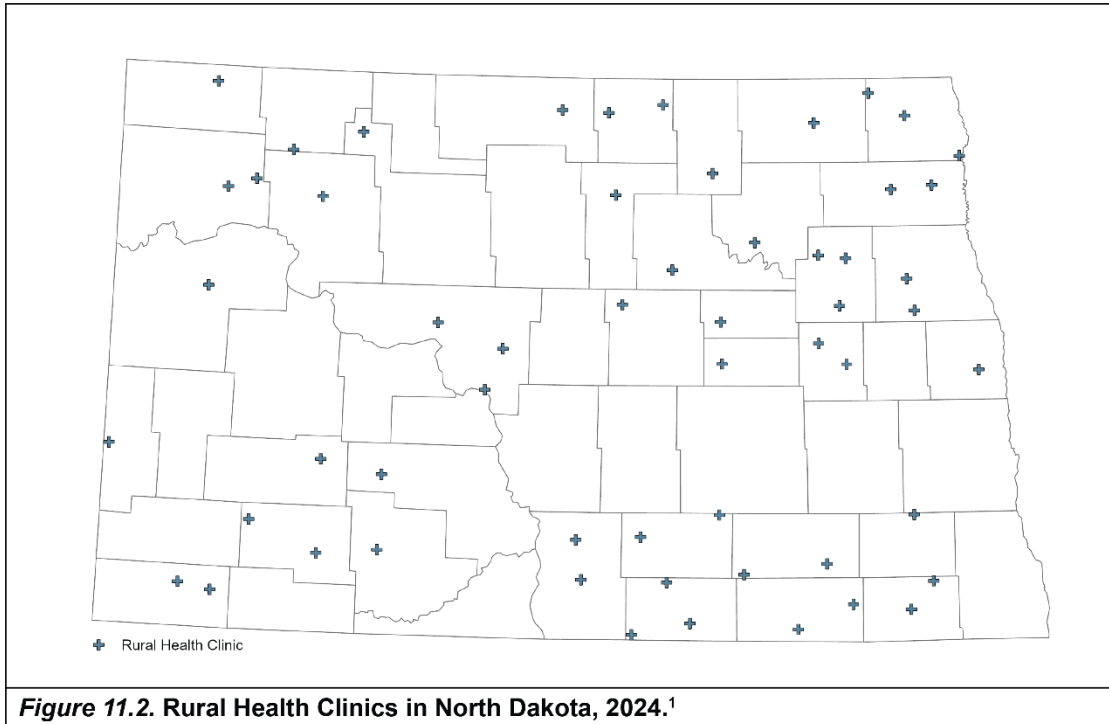 Rural Health Clinic
Figure 11.2. Rural Health Clinics in North Dakota, 2024.¹